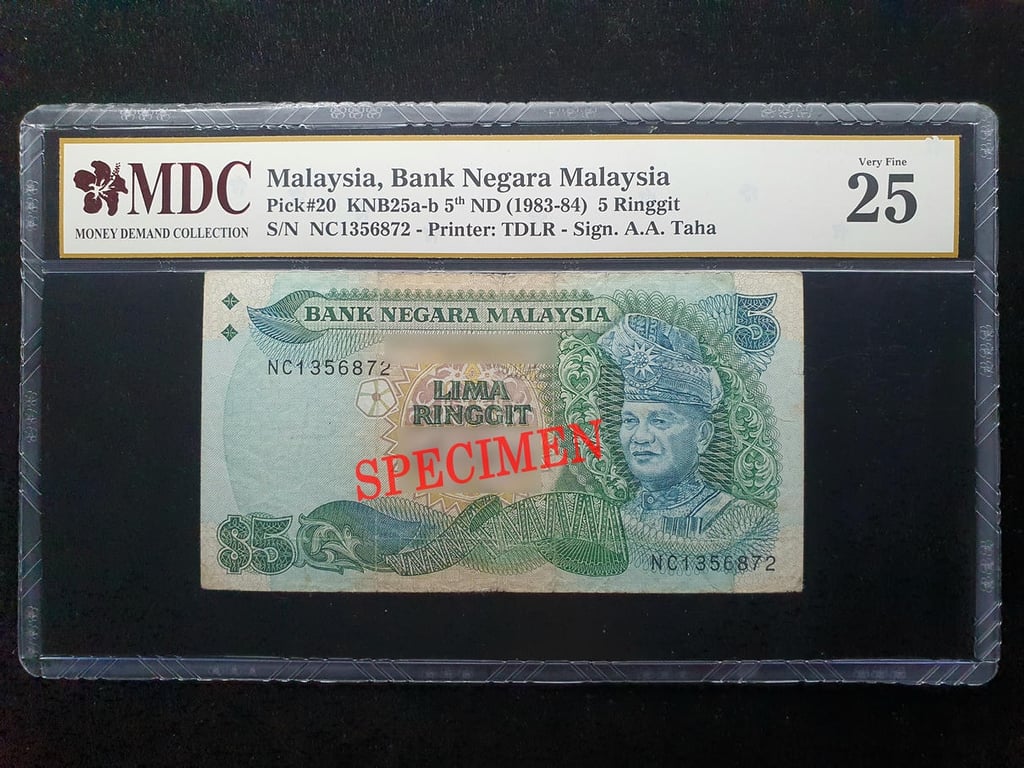 MDC
MONEY DEMAND COLLECTION
Malaysia, Bank Negara Malaysia
Pick#20 KNB25a-b 5th ND (1983-84) 5 Ringgit
S/N NC1356872 - Printer: TDLR - Sign. A.A. Taha
Very Fine
25
BANK NEGARA MALAYSIA
5
NC1356872
LIMA
RINGGIT
SPECIMEN
$5
NC1356872